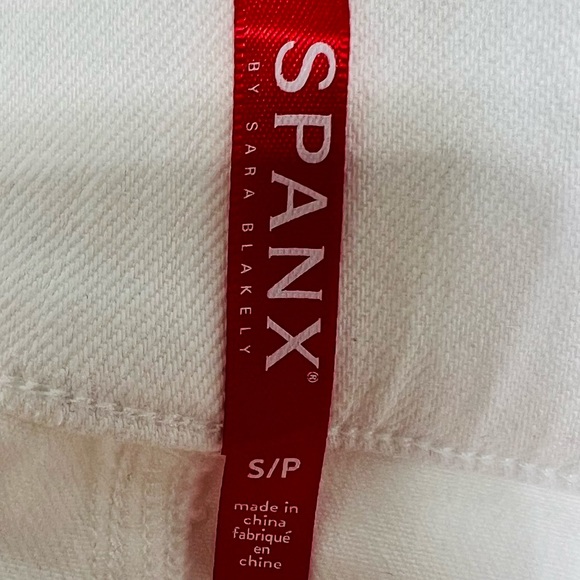 SPANX®
BY SARA BLAKELY
S/P
made in
china
fabriqué
en
chine